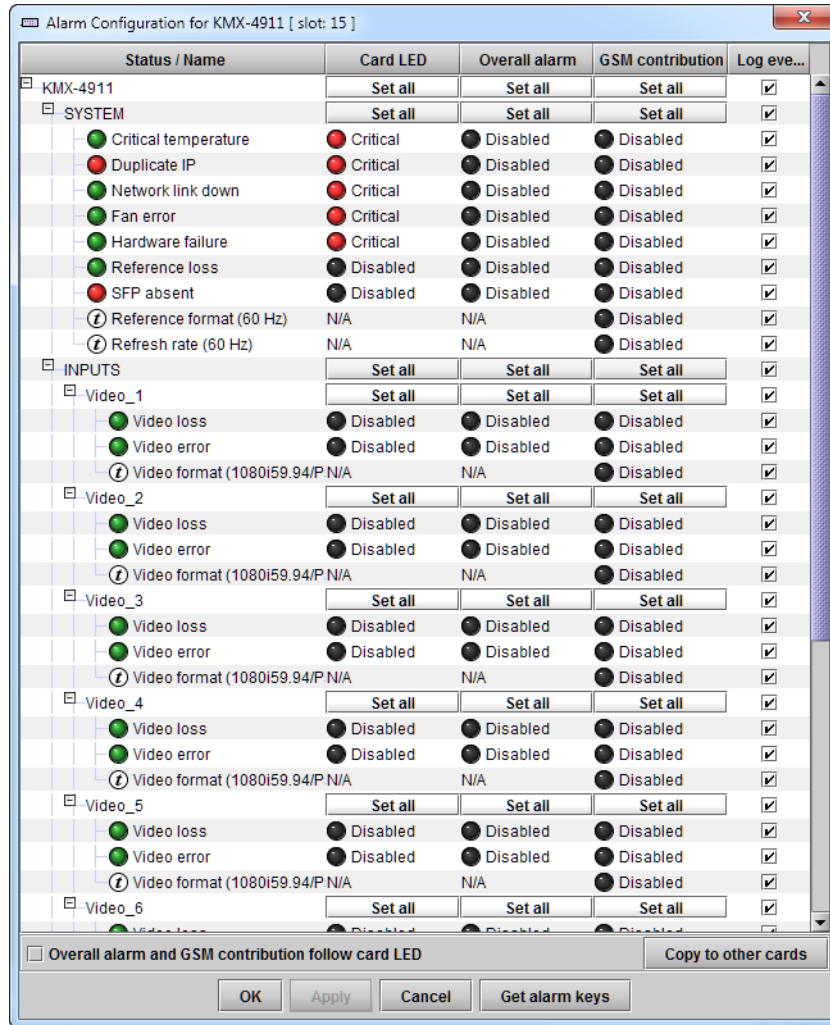 Alarm Configuration for KMX-4911 [ slot: 15 ]
Status / Name Card LED Overall alarm GSM contribution Log eve...
KMX-4911 Set all Set all Set all
SYSTEM Set all Set all Set all
Critical temperature Critical Disabled Disabled
Duplicate IP Critical Disabled Disabled
Network link down Critical Disabled Disabled
Fan error Critical Disabled Disabled
Hardware failure Critical Disabled Disabled
Reference loss Disabled Disabled Disabled
SFP absent Disabled Disabled Disabled
t Reference format (60 Hz) N/A N/A Disabled
t Refresh rate (60 Hz) N/A N/A Disabled
INPUTS Set all Set all Set all
Video_1 Set all Set all Set all
Video loss Disabled Disabled Disabled
Video error Disabled Disabled Disabled
t Video format (1080i59.94/P N/A N/A Disabled
Video_2 Set all Set all Set all
Video loss Disabled Disabled Disabled
Video error Disabled Disabled Disabled
t Video format (1080i59.94/P N/A N/A Disabled
Video_3 Set all Set all Set all
Video loss Disabled Disabled Disabled
Video error Disabled Disabled Disabled
t Video format (1080i59.94/P N/A N/A Disabled
Video_4 Set all Set all Set all
Video loss Disabled Disabled Disabled
Video error Disabled Disabled Disabled
t Video format (1080i59.94/P N/A N/A Disabled
Video_5 Set all Set all Set all
Video loss Disabled Disabled Disabled
Video error Disabled Disabled Disabled
t Video format (1080i59.94/P N/A N/A Disabled
Video_6 Set all Set all Set all
Overall alarm and GSM contribution follow card LED Copy to other cards
OK Apply Cancel Get alarm keys